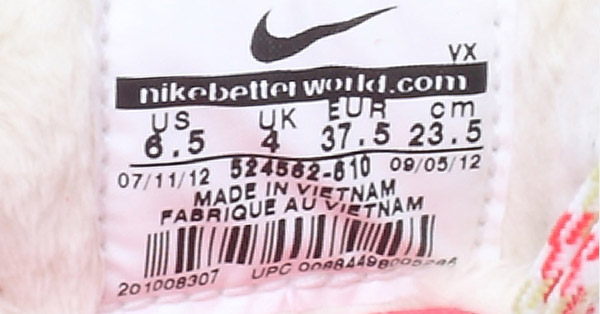 VX
nikebetterworld.com
US UK EUR cm
6.5 4 37.5 23.5
07/11/12 524562-610 09/05/12
MADE IN VIETNAM
FABRIQUE AU VIETNAM
201008307 UPC